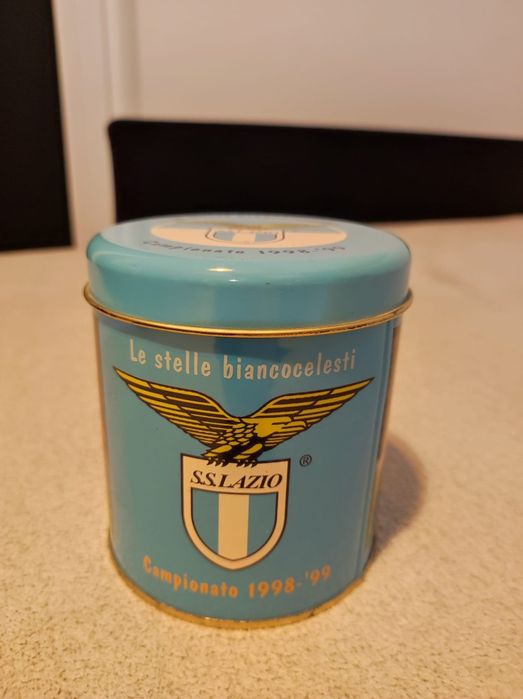 Campionato 1998-'99
Le stelle biancocelesti
®
S.S.LAZIO
Campionato 1998-'99